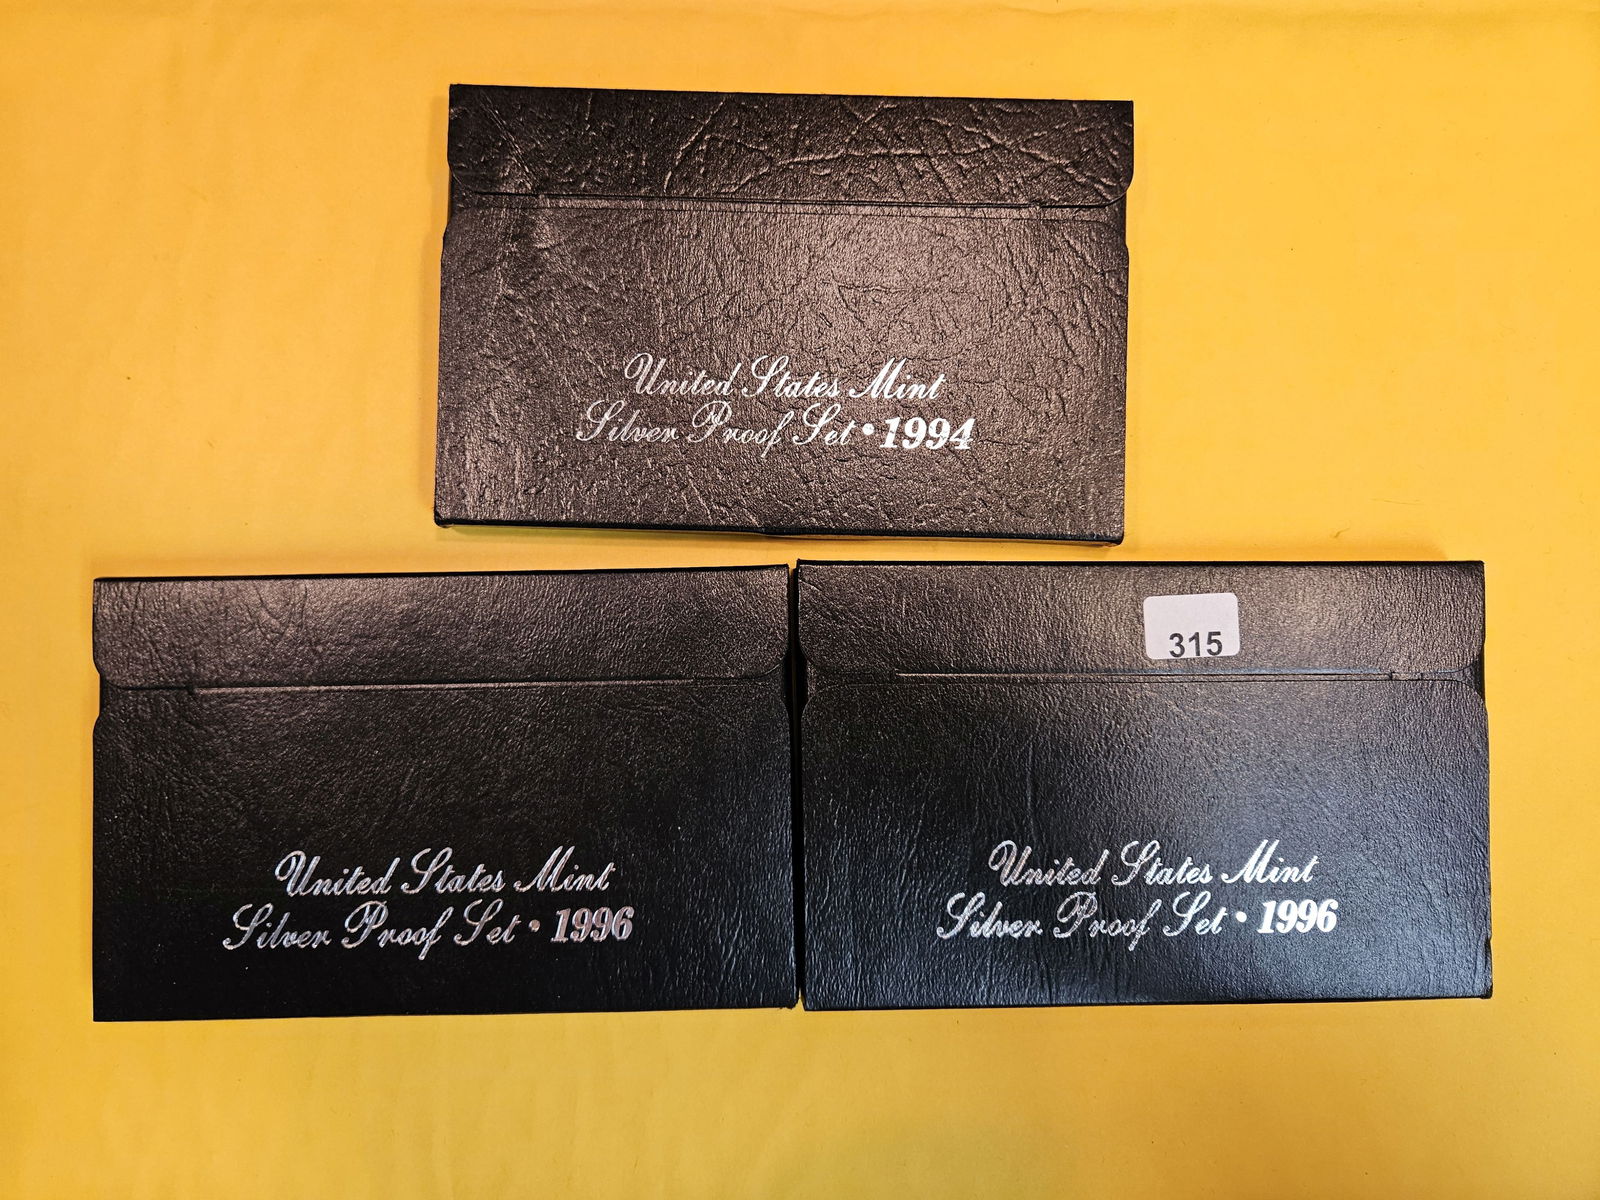 United States Mint
Silver Proof Set • 1994
315
United States Mint
Silver Proof Set • 1996
United States Mint
Silver Proof Set • 1996